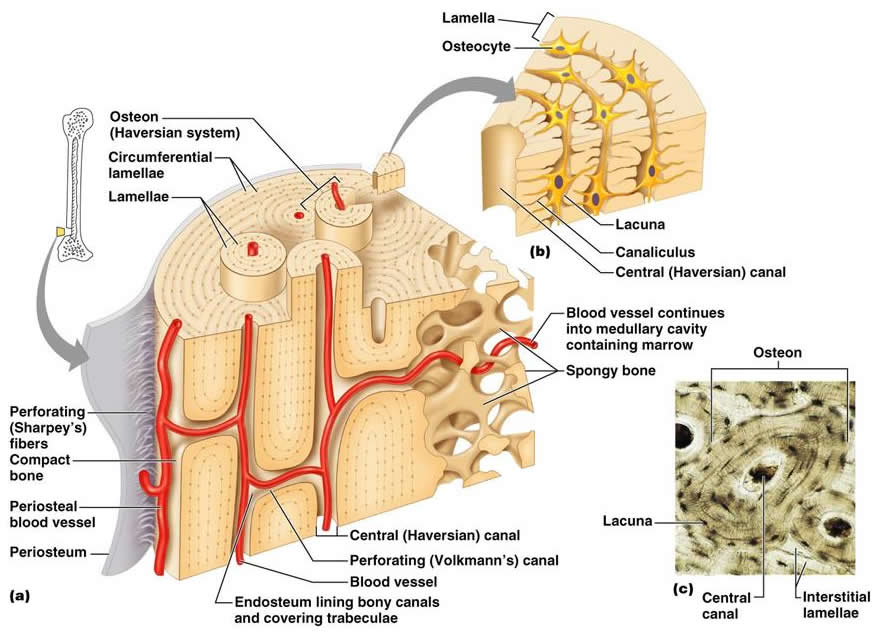 Lamella
Osteocyte
Osteon
(Haversian system)
Circumferential
lamellae
Lamellae
Lacuna
(b)
Canaliculus
Central (Haversian) canal
Blood vessel continues
into medullary cavity
containing marrow
Spongy bone
Osteon
Perforating
(Sharpey's)
fibers
Compact
bone
Periosteal
blood vessel
Periosteum
(a)
Central (Haversian) canal
Perforating (Volkmann's) canal
Blood vessel
Endosteum lining bony canals
and covering trabeculae
Lacuna
(c)
Central
canal
Interstitial
lamellae